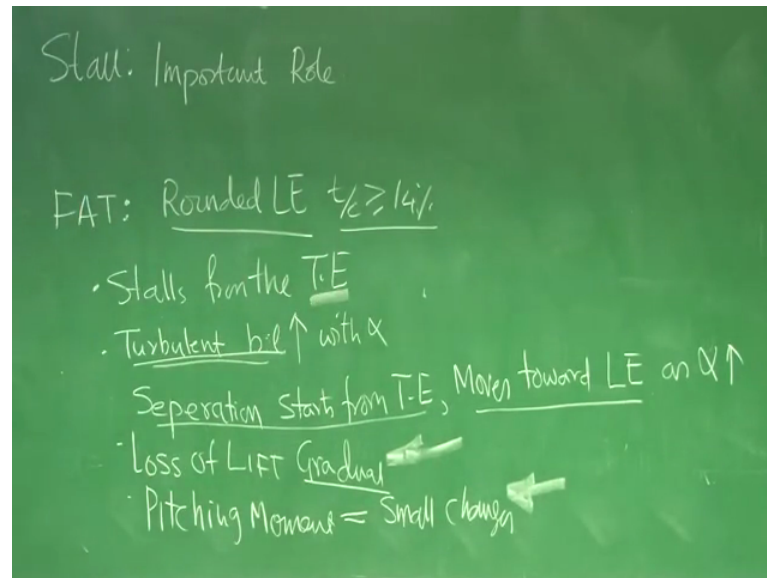 Stall: Important Role
FAT: Rounded LE t/c ≥ 14%
· Stalls from the T.E
· Turbulent b.l ↑ with α
Seperation starts from T.E, Moves toward LE as α ↑
· Loss of LIFT Gradual
· Pitching Moment = Small changes